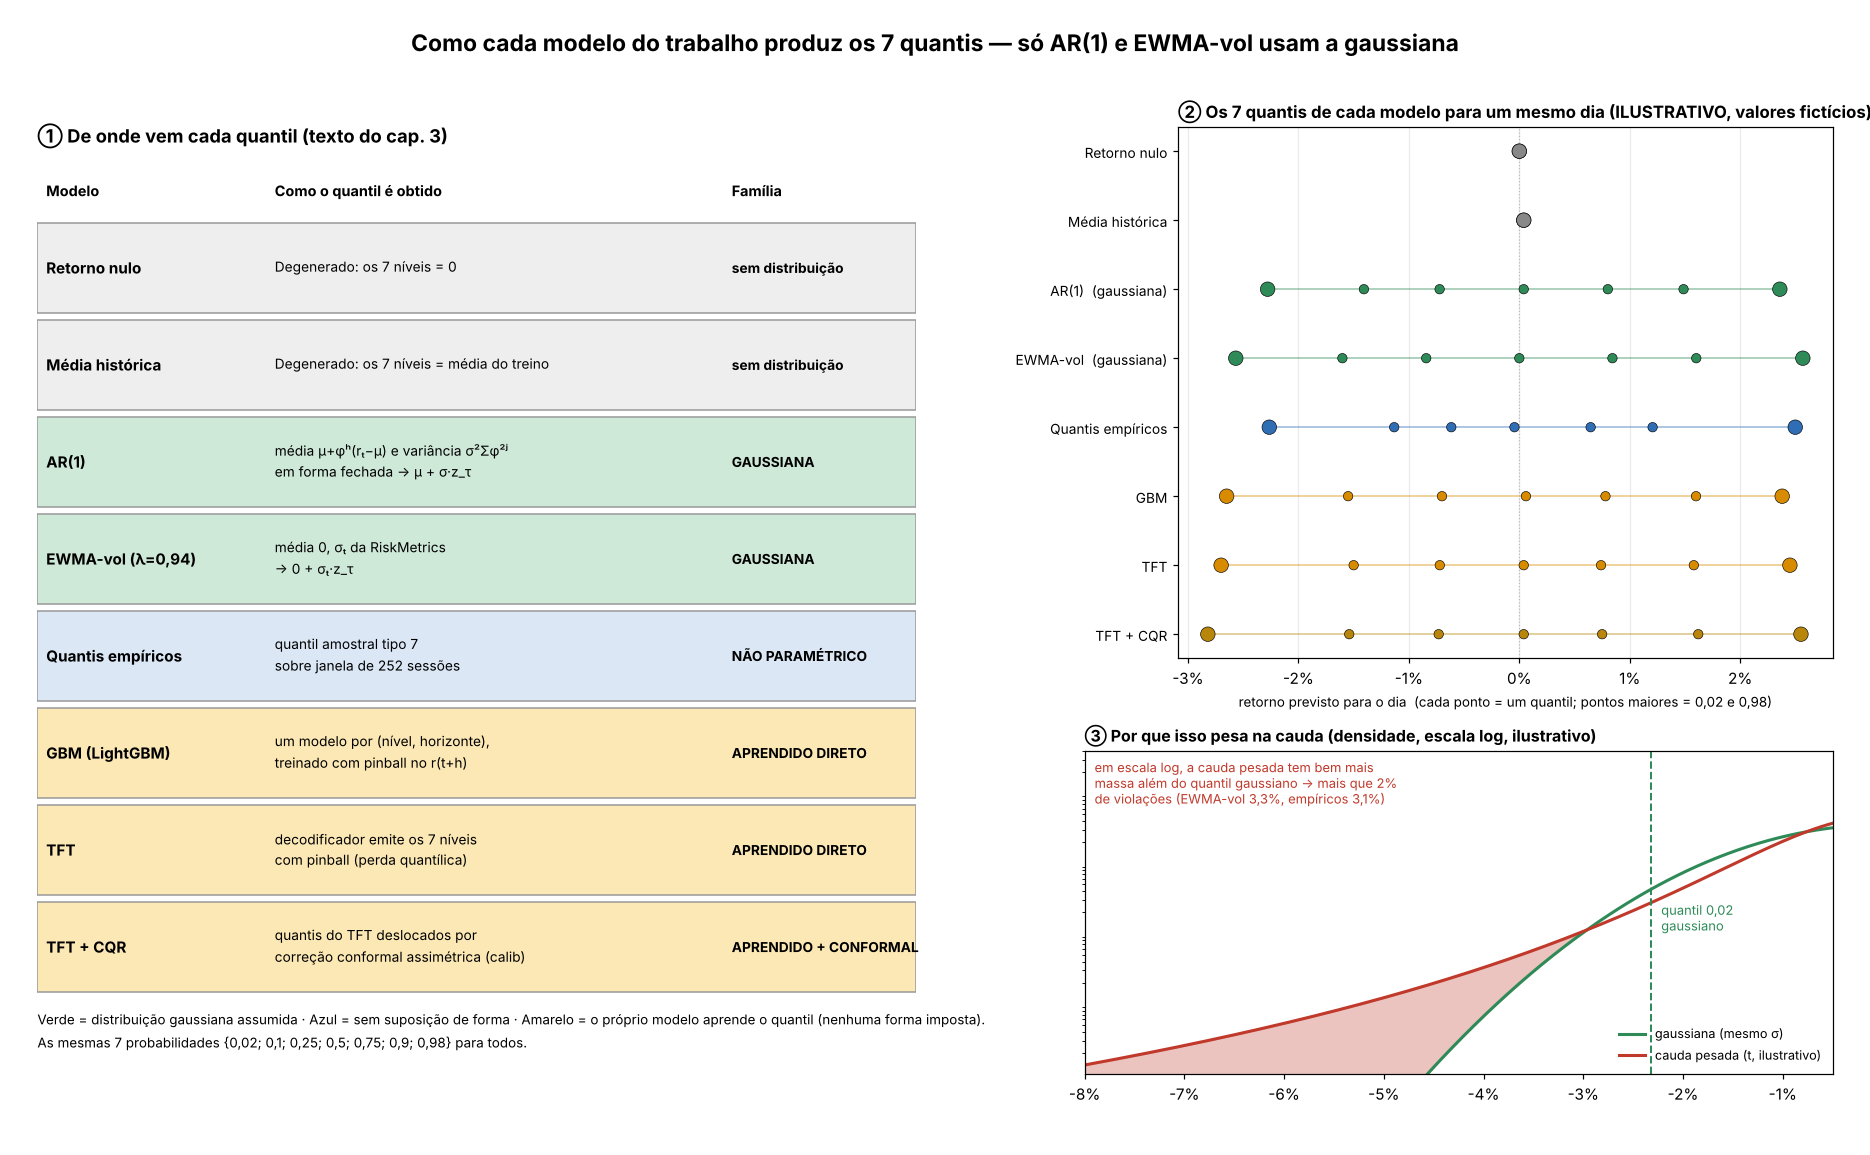 Como cada modelo do trabalho produz os 7 quantis — só AR(1) e EWMA-vol usam a gaussiana
① De onde vem cada quantil (texto do cap. 3)
Modelo Como o quantil é obtido Família
Retorno nulo Degenerado: os 7 níveis = 0 sem distribuição
Média histórica Degenerado: os 7 níveis = média do treino sem distribuição
AR(1) média μ+φʰ(rₜ−μ) e variância σ²Σφ²ʲ
em forma fechada → μ + σ·z_τ GAUSSIANA
EWMA-vol (λ=0,94) média 0, σₜ da RiskMetrics
→ 0 + σₜ·z_τ GAUSSIANA
Quantis empíricos quantil amostral tipo 7
sobre janela de 252 sessões NÃO PARAMÉTRICO
GBM (LightGBM) um modelo por (nível, horizonte),
treinado com pinball no r(t+h) APRENDIDO DIRETO
TFT decodificador emite os 7 níveis
com pinball (perda quantílica) APRENDIDO DIRETO
TFT + CQR quantis do TFT deslocados por
correção conformal assimétrica (calib) APRENDIDO + CONFORMAL
Verde = distribuição gaussiana assumida · Azul = sem suposição de forma · Amarelo = o próprio modelo aprende o quantil (nenhuma forma imposta).
As mesmas 7 probabilidades {0,02; 0,1; 0,25; 0,5; 0,75; 0,9; 0,98} para todos.
② Os 7 quantis de cada modelo para um mesmo dia (ILUSTRATIVO, valores fictícios)
Retorno nulo
Média histórica
AR(1) (gaussiana)
EWMA-vol (gaussiana)
Quantis empíricos
GBM
TFT
TFT + CQR
-3% -2% -1% 0% 1% 2%
retorno previsto para o dia (cada ponto = um quantil; pontos maiores = 0,02 e 0,98)
③ Por que isso pesa na cauda (densidade, escala log, ilustrativo)
em escala log, a cauda pesada tem bem mais
massa além do quantil gaussiano → mais que 2%
de violações (EWMA-vol 3,3%, empíricos 3,1%)
quantil 0,02
gaussiano
gaussiana (mesmo σ)
cauda pesada (t, ilustrativo)
-8% -7% -6% -5% -4% -3% -2% -1%